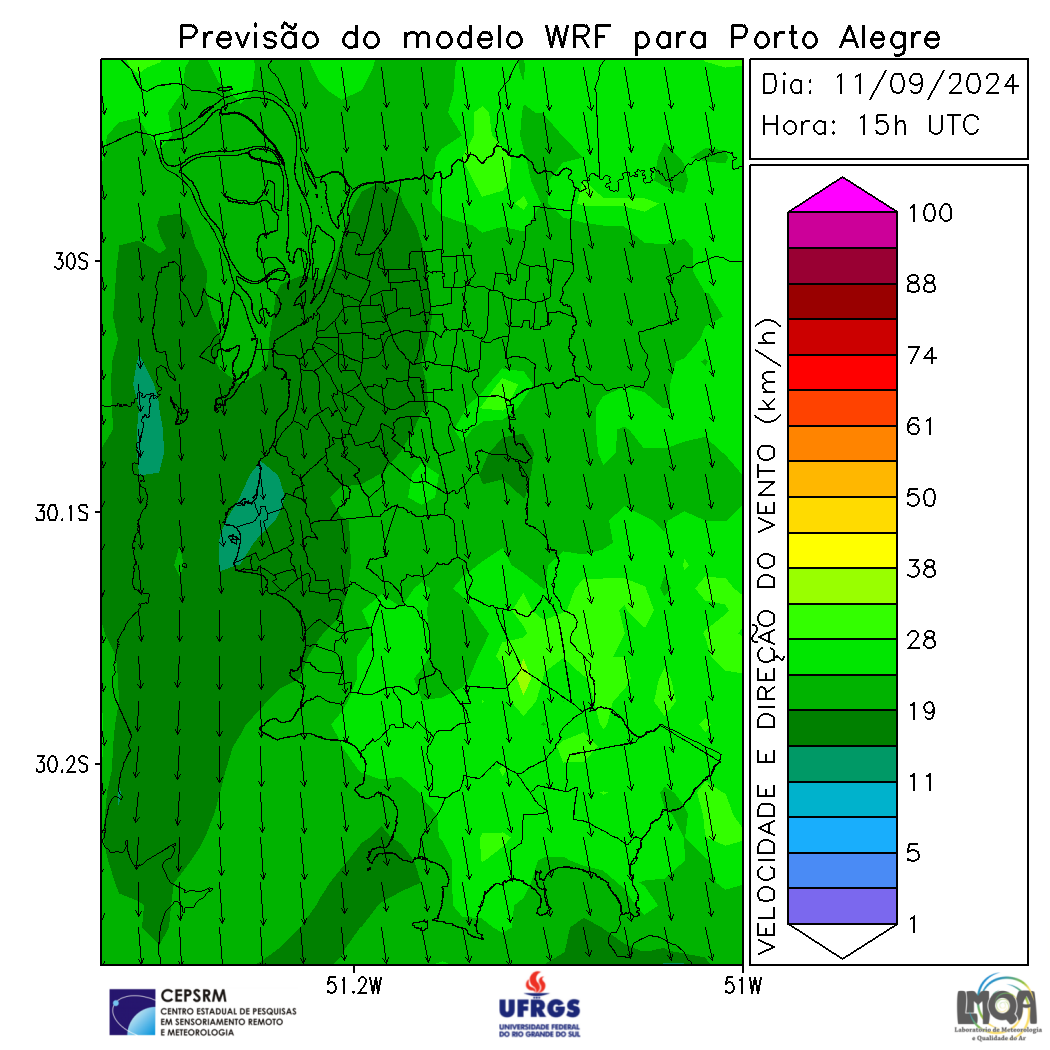 Previsão do modelo WRF para Porto Alegre
Dia: 11/09/2024
Hora: 15h UTC
30S
30.1S
30.2S
51.2W
51W
VELOCIDADE E DIREÇÃO DO VENTO (km/h)
100
88
74
61
50
38
28
19
11
5
1
CEPSRM
CENTRO ESTADUAL DE PESQUISAS
EM SENSORIAMENTO REMOTO
E METEOROLOGIA
UFRGS
UNIVERSIDADE FEDERAL
DO RIO GRANDE DO SUL
LMQA
Laboratório de Meteorologia
e Qualidade do Ar